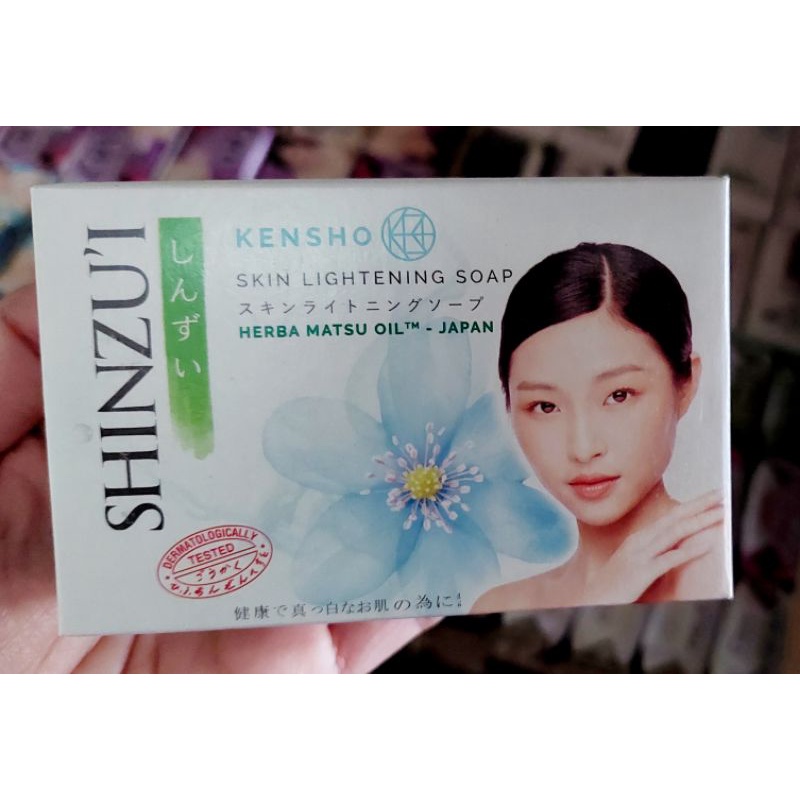 SHINZU'I
しんずい
KENSHO
SKIN LIGHTENING SOAP
スキンライトニングソープ
HERBA MATSU OIL™ - JAPAN
DERMATOLOGICALLY
TESTED
健康で真っ白なお肌の為に